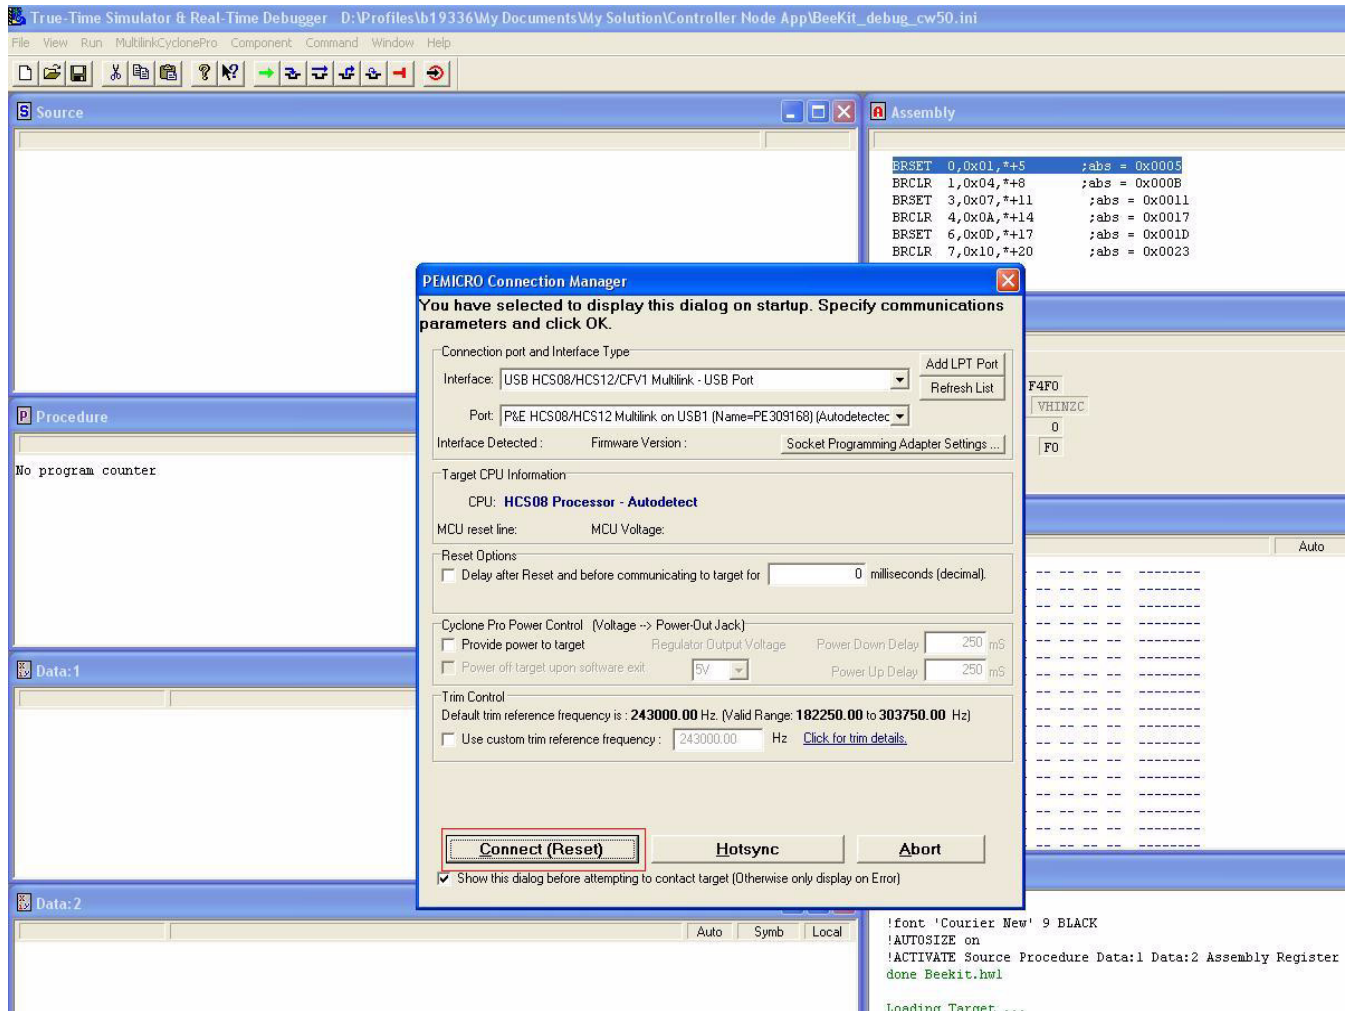 True-Time Simulator & Real-Time Debugger D:\Profiles\b19336\My Documents\My Solution\Controller Node App\BeeKit_debug_cw50.ini
File View Run MultilinkCyclonePro Component Command Window Help
Source
Assembly
BRSET 0,0x01,*+5 ;abs = 0x0005
BRCLR 1,0x04,*+8 ;abs = 0x000B
BRSET 3,0x07,*+11 ;abs = 0x0011
BRCLR 4,0x0A,*+14 ;abs = 0x0017
BRSET 6,0x0D,*+17 ;abs = 0x001D
BRCLR 7,0x10,*+20 ;abs = 0x0023
PEMICRO Connection Manager
You have selected to display this dialog on startup. Specify communications
parameters and click OK.
Connection port and Interface Type
Add LPT Port
Interface: USB HCS08/HCS12/CFV1 Multilink - USB Port
Refresh List
Port: P&E HCS08/HCS12 Multilink on USB1 (Name=PE309168) (Autodetectec
Interface Detected : Firmware Version : Socket Programming Adapter Settings ...
Target CPU Information
CPU: HCS08 Processor - Autodetect
MCU reset line: MCU Voltage:
Reset Options
Delay after Reset and before communicating to target for 0 milliseconds (decimal).
Cyclone Pro Power Control (Voltage --> Power-Out Jack)
Provide power to target Regulator Output Voltage Power Down Delay 250 mS
Power off target upon software exit 5V Power Up Delay 250 mS
Trim Control
Default trim reference frequency is : 243000.00 Hz. (Valid Range: 182250.00 to 303750.00 Hz)
Use custom trim reference frequency : 243000.00 Hz Click for trim details.
Connect (Reset) Hotsync Abort
Show this dialog before attempting to contact target (Otherwise only display on Error)
F4F0
VHINZC
0
F0
Procedure
No program counter
Auto
Data:1
Data:2
Auto Symb Local
!font 'Courier New' 9 BLACK
!AUTOSIZE on
!ACTIVATE Source Procedure Data:1 Data:2 Assembly Register
done Beekit.hwl
Loading Target ...